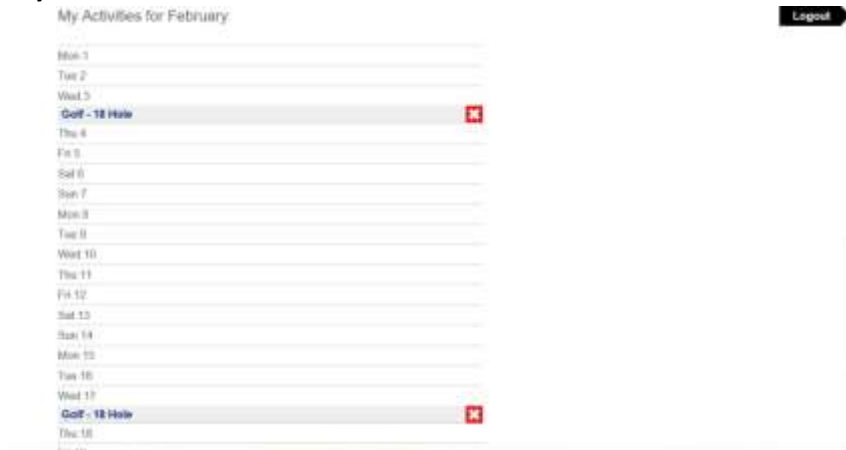 My Activities for February
Logout
Mon 1
Tue 2
Wed 3
Golf - 18 Hole
Thu 4
Fri 5
Sat 6
Sun 7
Mon 8
Tue 9
Wed 10
Thu 11
Fri 12
Sat 13
Sun 14
Mon 15
Tue 16
Wed 17
Golf - 18 Hole
Thu 18